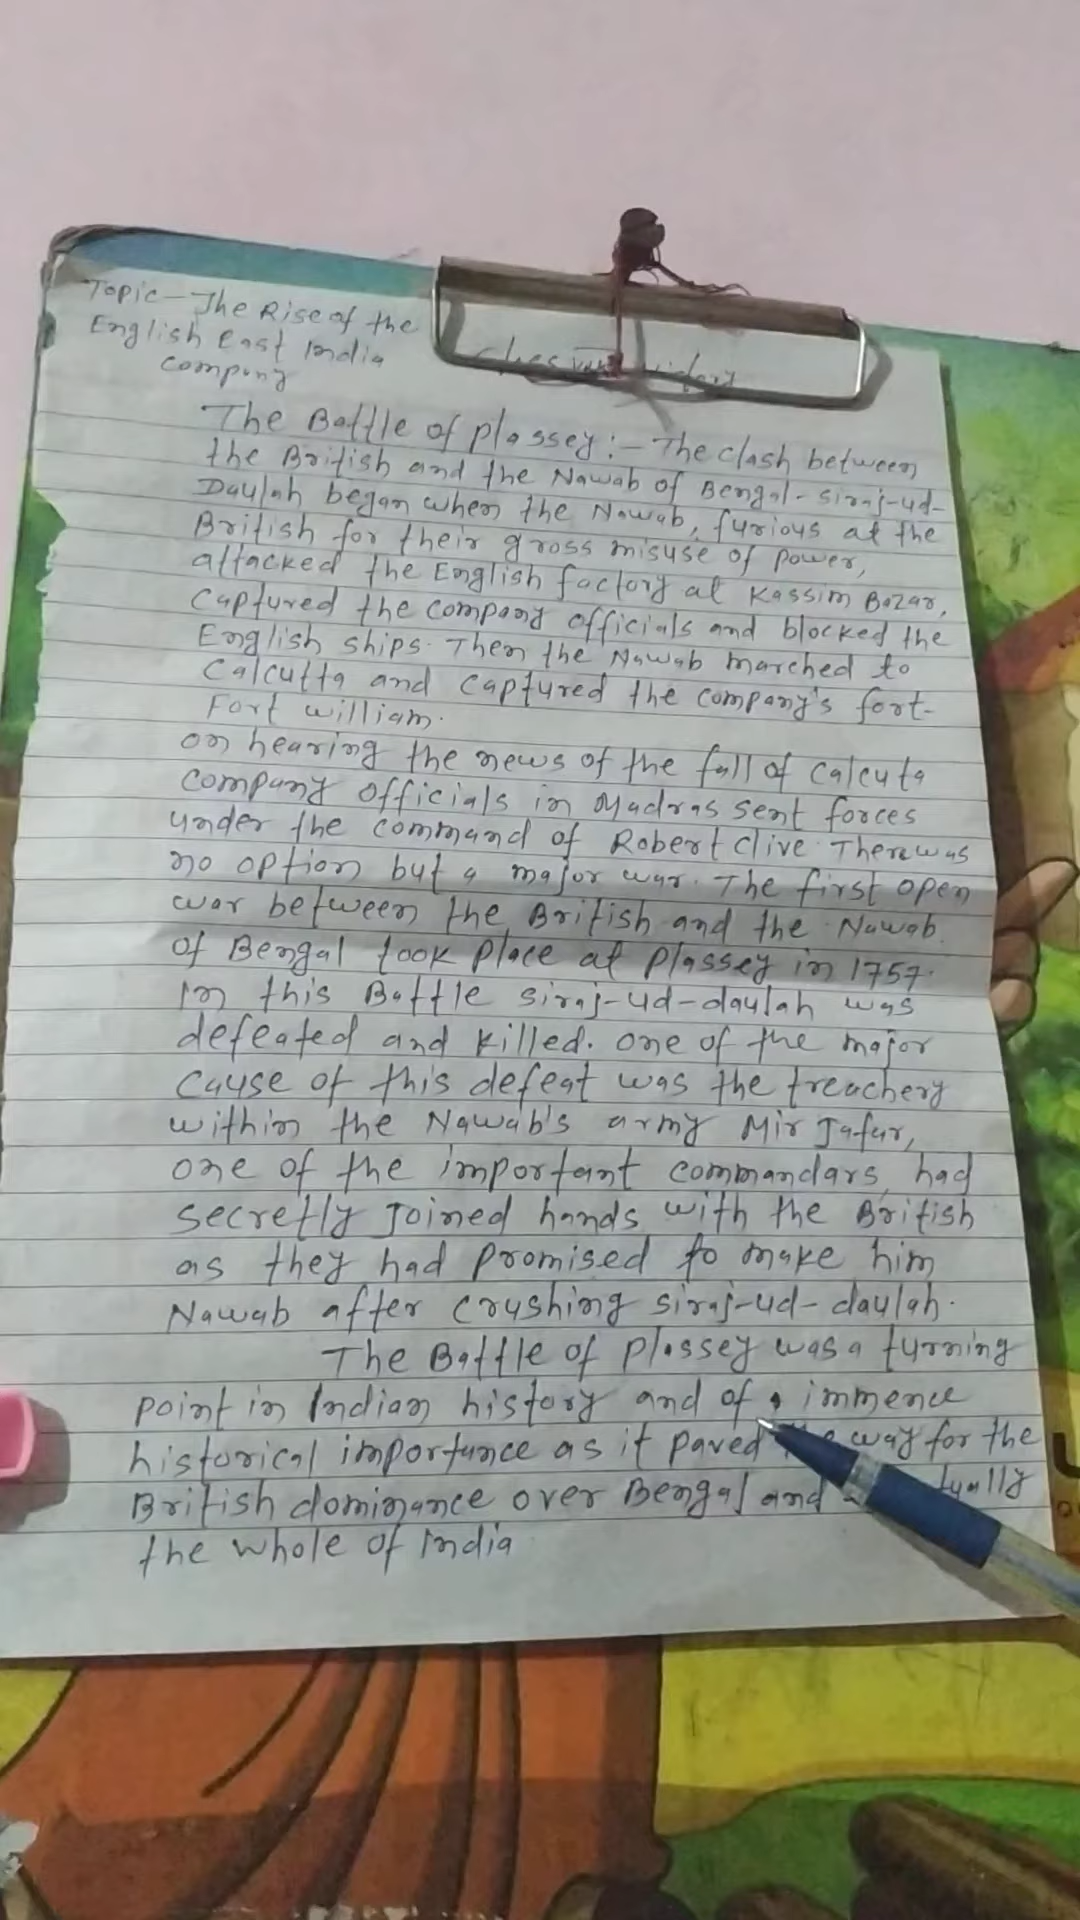 Topic - The Rise of the
English East India
Company
The Battle of plassey :- The clash between
the British and the Nawab of Bengal - siraj-ud-
Daulah began when the Nawab, furious at the
British for their gross misuse of power,
attacked the English factory at Kassim Bazar,
Captured the company officials and blocked the
English ships. Then the Nawab marched to
Calcutta and captured the company's fort-
Fort william.
on hearing the news of the fall of calcuta
company officials in Madras sent forces
under the command of Robert clive. There was
no option but a major war. The first open
war between the British and the Nawab
of Bengal took place at plassey in 1757.
In this Battle siraj-ud-daulah was
defeated and killed. one of the major
cause of this defeat was the treachery
within the Nawab's army Mir Jafar,
one of the important commandars, had
secretly Joined hands with the British
as they had promised to make him
Nawab after crushing siraj-ud-daulah.
The Battle of plassey was a turning
point in Indian history and of immence
historical importance as it paved way for the
British dominance over Bengal and
the whole of India